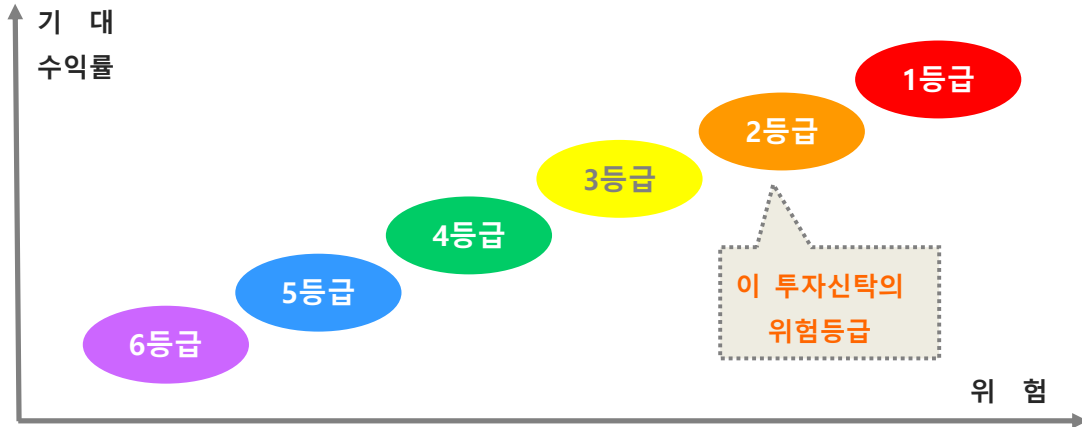 기 대
수익률
1등급
2등급
3등급
4등급
5등급
6등급
이 투자신탁의
위험등급
위 험